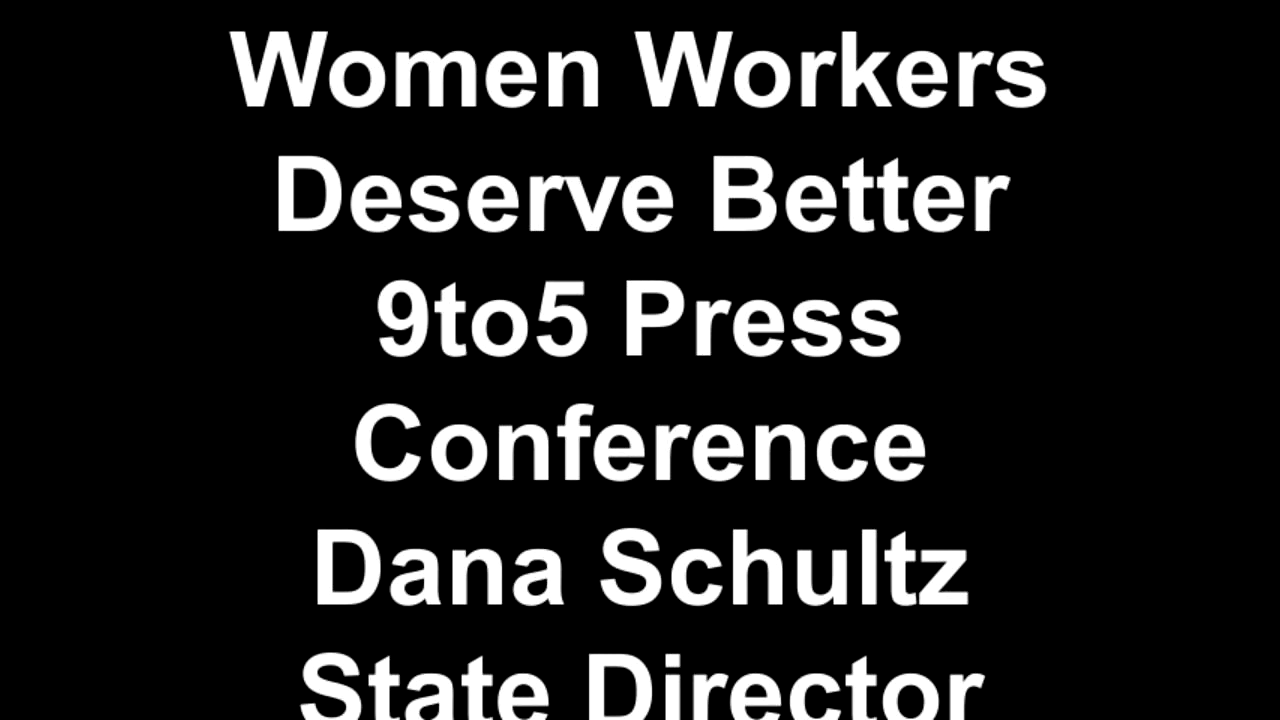 Women Workers
Deserve Better
9to5 Press
Conference
Dana Schultz
State Director